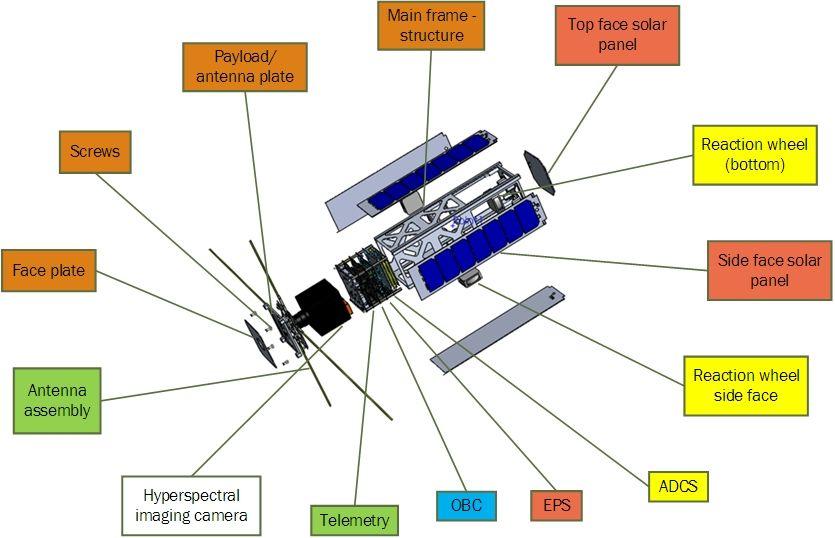 Main frame -
structure
Top face solar
panel
Payload/
antenna plate
Screws
Reaction wheel
(bottom)
Face plate
Side face solar
panel
Antenna
assembly
Reaction wheel
side face
Hyperspectral
imaging camera
Telemetry
OBC
EPS
ADCS